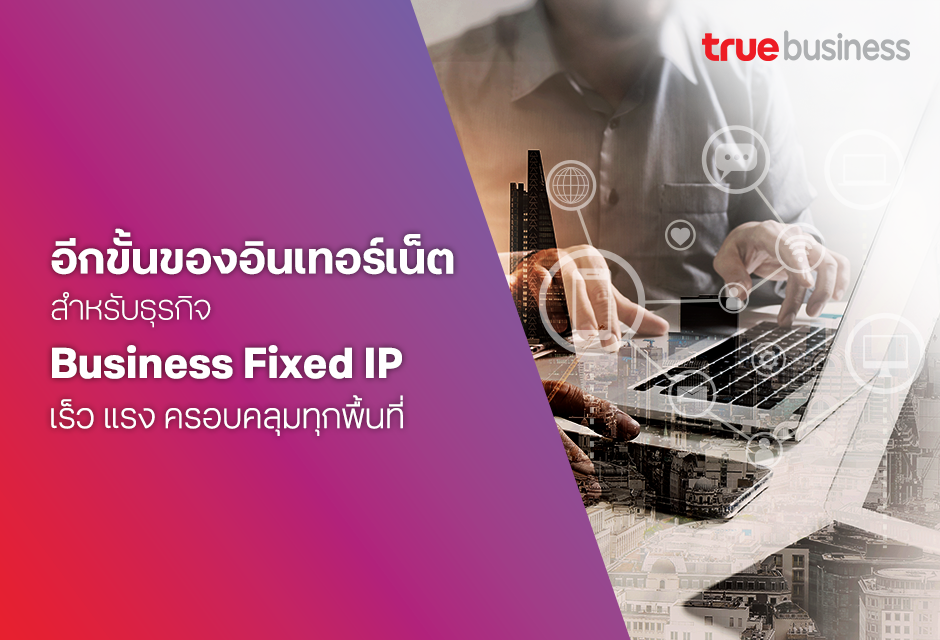 true business
อีกขั้นของอินเทอร์เน็ต
สำหรับธุรกิจ
Business Fixed IP
เร็ว แรง ครอบคลุมทุกพื้นที่